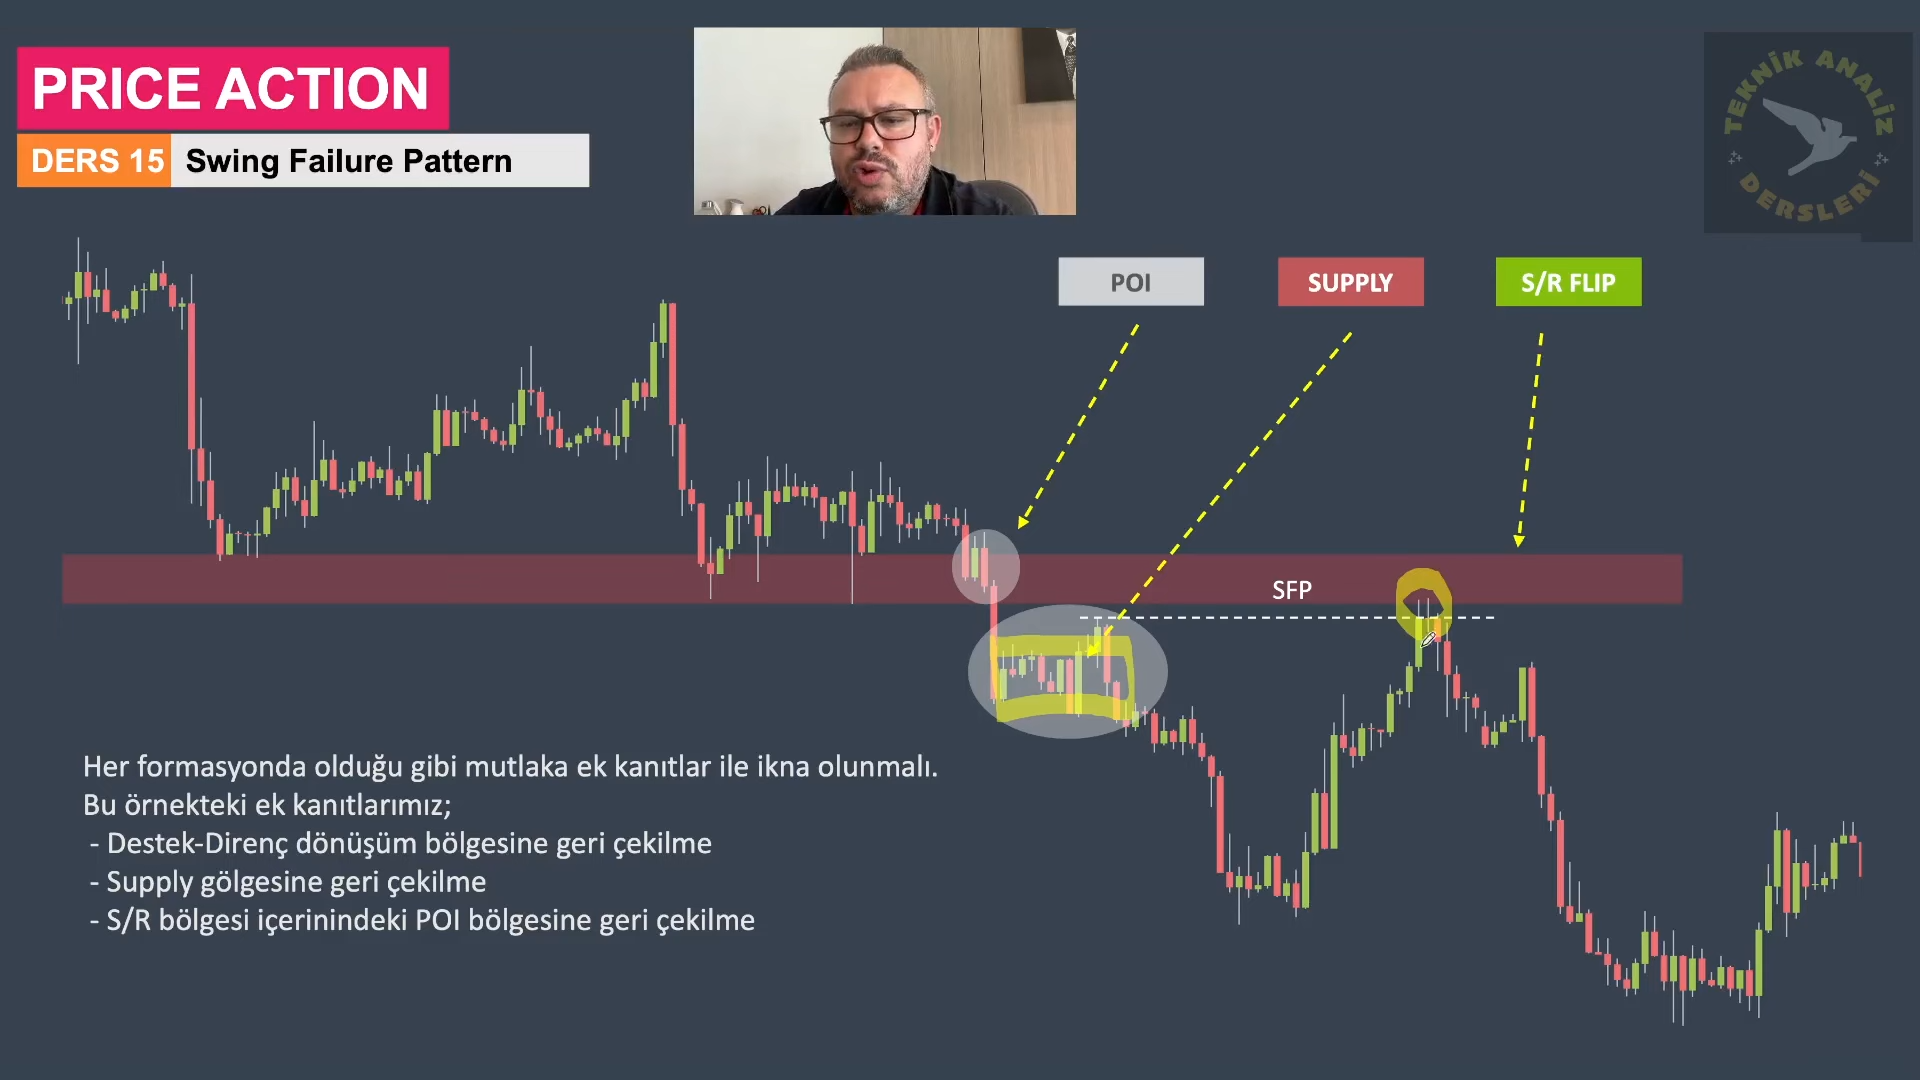 PRICE ACTION
DERS 15 Swing Failure Pattern
TEKNİK ANALİZ
DERSLERİ
POI
SUPPLY
S/R FLIP
SFP
Her formasyonda olduğu gibi mutlaka ek kanıtlar ile ikna olunmalı.
Bu örnekteki ek kanıtlarımız;
- Destek-Direnç dönüşüm bölgesine geri çekilme
- Supply gölgesine geri çekilme
- S/R bölgesi içerinindeki POI bölgesine geri çekilme